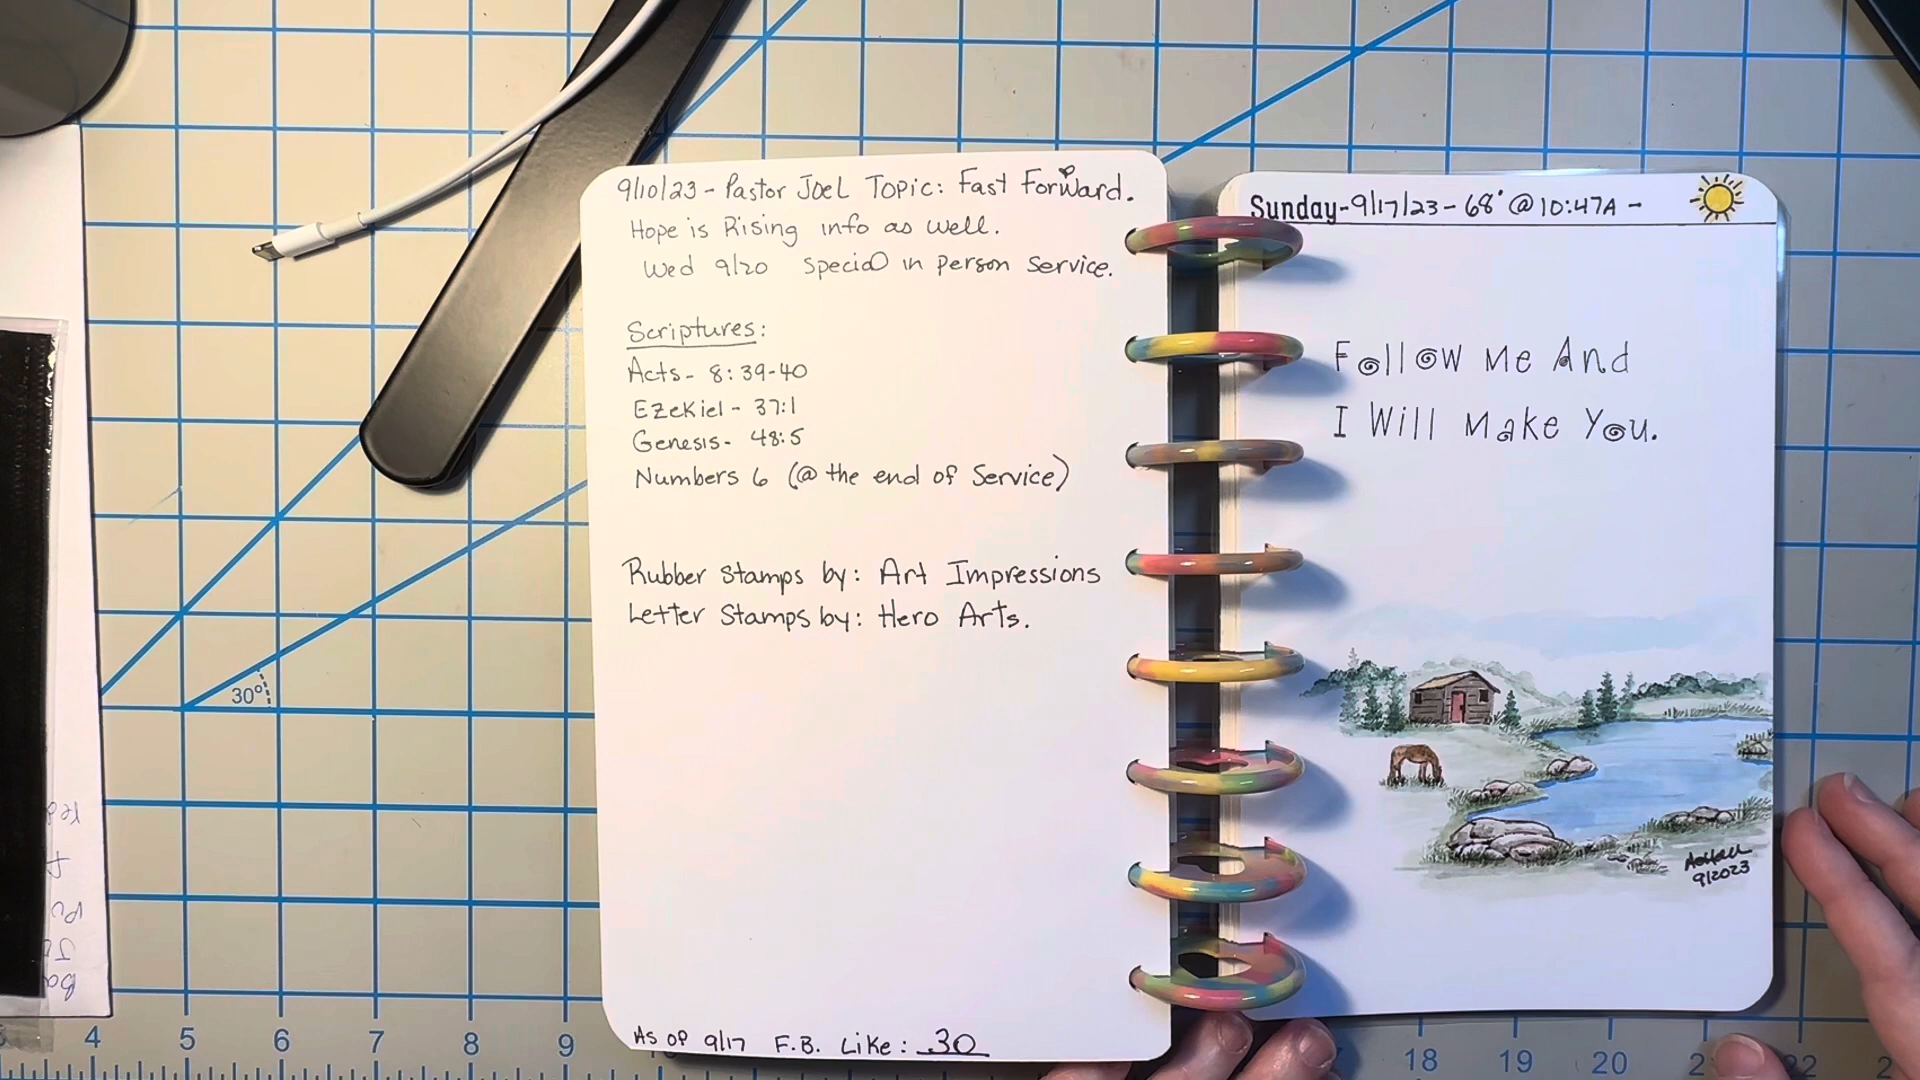 9/10/23 - Pastor Joel Topic: Fast Forward.
Hope is Rising info as well.
Wed 9/20 special in person service.
Scriptures:
Acts - 8:39-40
Ezekiel - 37:1
Genesis - 48:5
Numbers 6 (@ the end of Service)
Rubber Stamps by: Art Impressions
Letter Stamps by: Hero Arts.
As of 9/17 F.B. Like: 30
Sunday - 9/17/23 - 68° @ 10:47A -
Follow Me And
I Will Make You.
9/2023
30°
4 5 6 7 8 9 18 19 20 22